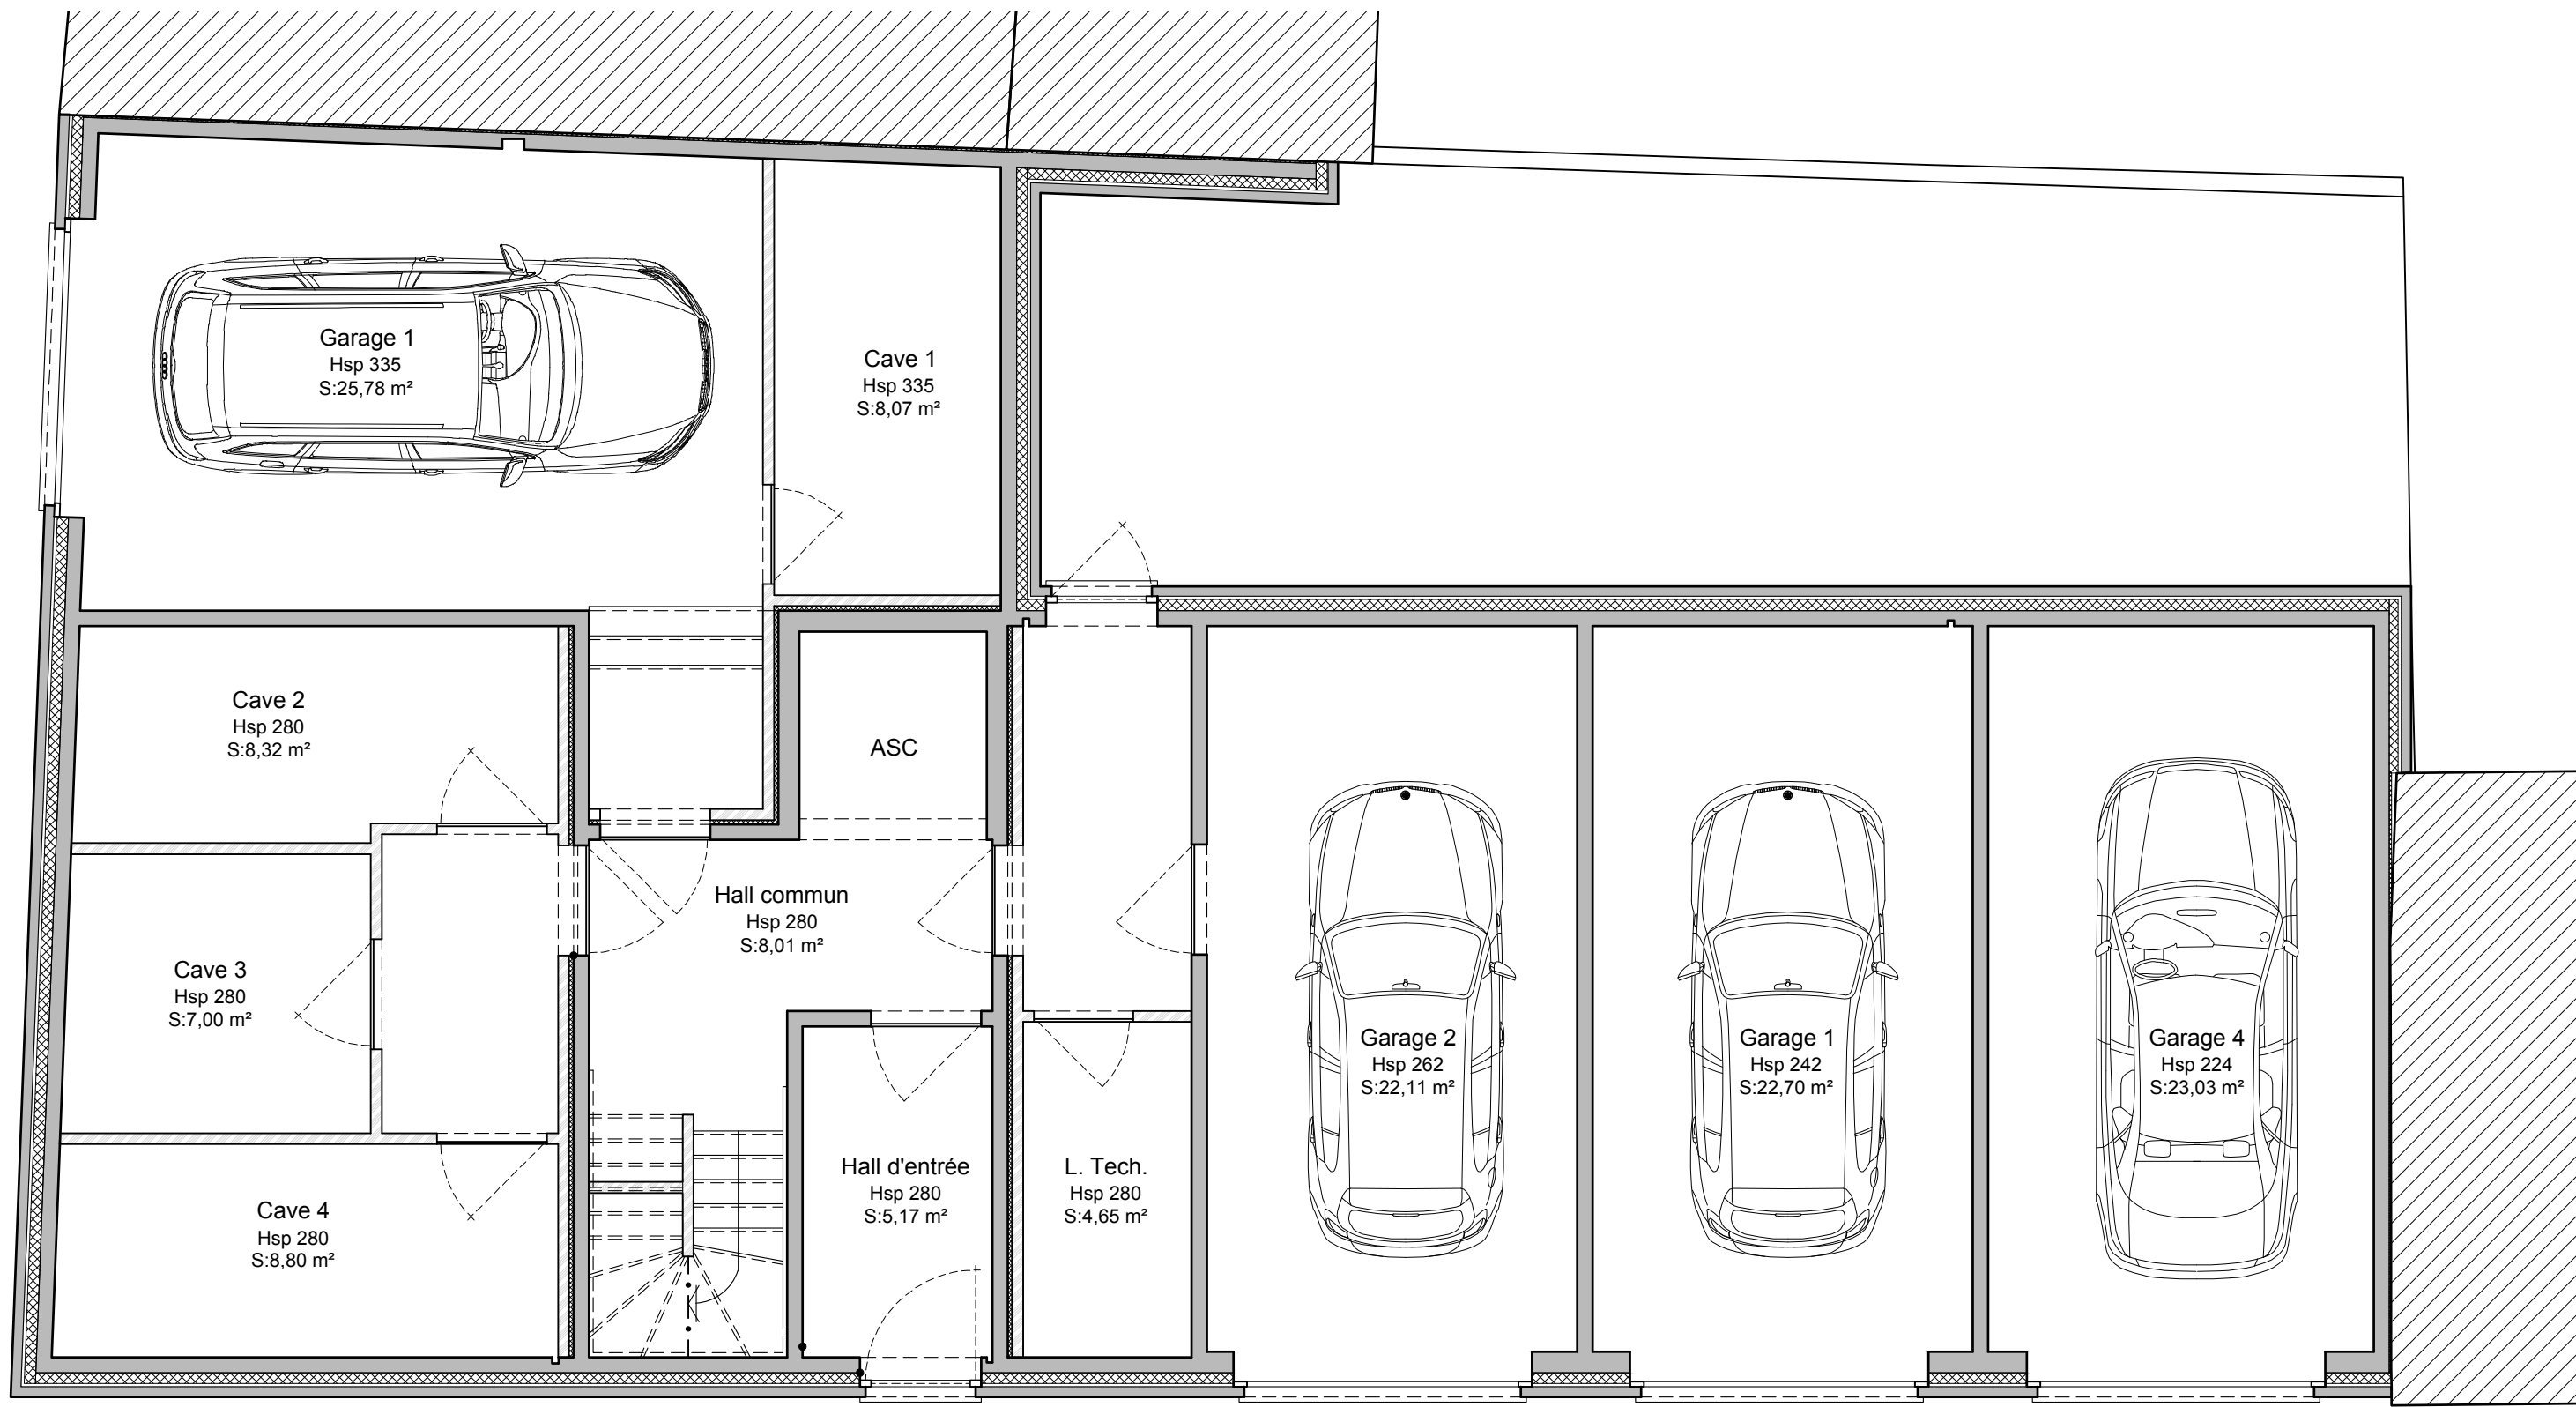 Garage 1
Hsp 335
S:25,78 m²
Cave 1
Hsp 335
S:8,07 m²
Cave 2
Hsp 280
S:8,32 m²
ASC
Hall commun
Hsp 280
S:8,01 m²
Cave 3
Hsp 280
S:7,00 m²
Garage 2
Hsp 262
S:22,11 m²
Garage 1
Hsp 242
S:22,70 m²
Garage 4
Hsp 224
S:23,03 m²
Cave 4
Hsp 280
S:8,80 m²
Hall d'entrée
Hsp 280
S:5,17 m²
L. Tech.
Hsp 280
S:4,65 m²